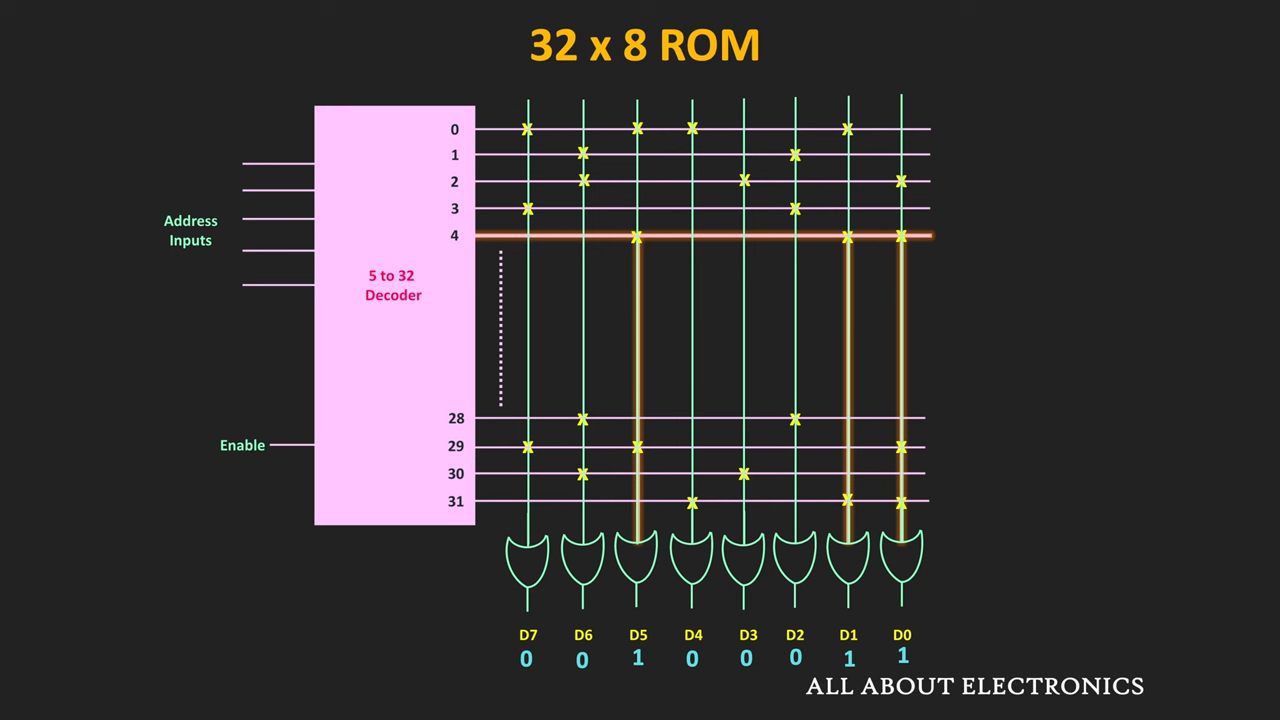 32 x 8 ROM
0
1
2
3
4
Address
Inputs
5 to 32
Decoder
28
Enable
29
30
31
D7 D6 D5 D4 D3 D2 D1 D0
0 0 1 0 0 0 1 1
ALL ABOUT ELECTRONICS